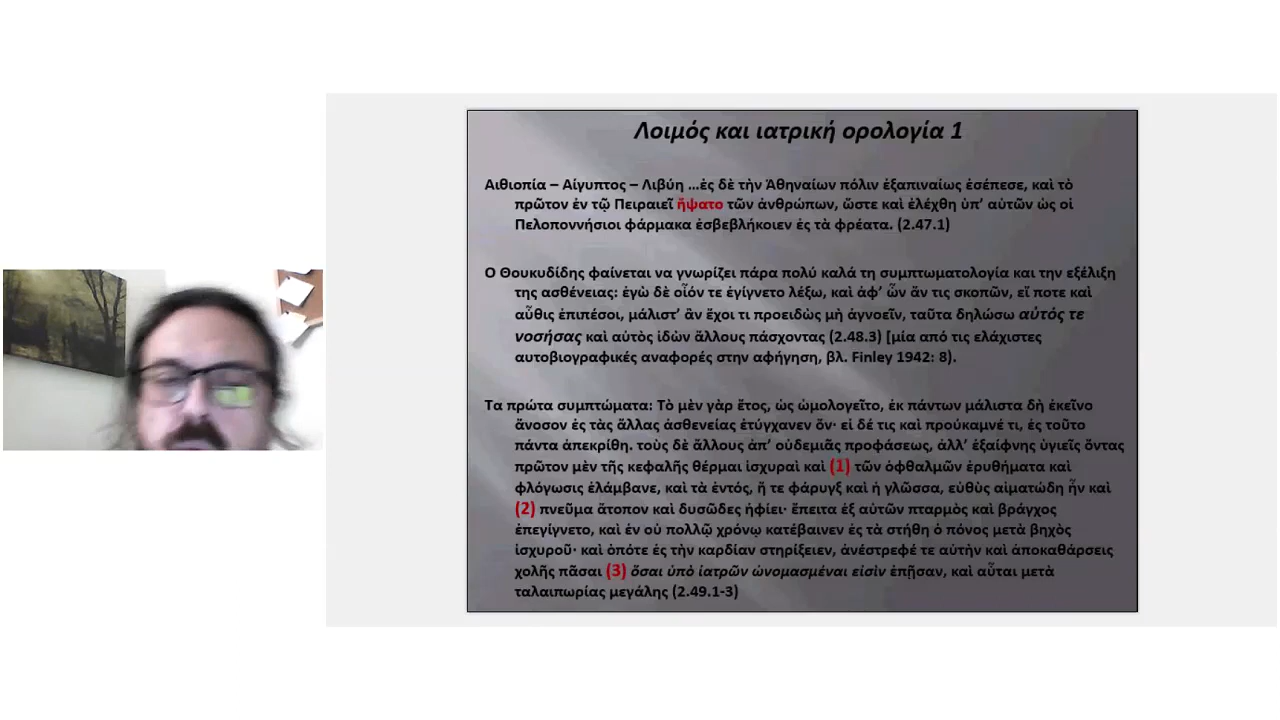 Λοιμός και ιατρική ορολογία 1
Αιθιοπία – Αίγυπτος – Λιβύη ...ἐς δὲ τὴν Ἀθηναίων πόλιν ἐξαπιναίως ἐσέπεσε, καὶ τὸ
πρῶτον ἐν τῷ Πειραιεῖ ἥψατο τῶν ἀνθρώπων, ὥστε καὶ ἐλέχθη ὑπ’ αὐτῶν ὡς οἱ
Πελοποννήσιοι φάρμακα ἐσβεβλήκοιεν ἐς τὰ φρέατα. (2.47.1)
Ο Θουκυδίδης φαίνεται να γνωρίζει πάρα πολύ καλά τη συμπτωματολογία και την εξέλιξη
της ασθένειας: ἐγὼ δὲ οἷόν τε ἐγίγνετο λέξω, καὶ ἀφ’ ὧν ἄν τις σκοπῶν, εἴ ποτε καὶ
αὖθις ἐπιπέσοι, μάλιστ’ ἂν ἔχοι τι προειδὼς μὴ ἀγνοεῖν, ταῦτα δηλώσω αὐτός τε
νοσήσας καὶ αὐτὸς ἰδὼν ἄλλους πάσχοντας (2.48.3) [μία από τις ελάχιστες
αυτοβιογραφικές αναφορές στην αφήγηση, βλ. Finley 1942: 8).
Τα πρώτα συμπτώματα: Τὸ μὲν γὰρ ἔτος, ὡς ὡμολογεῖτο, ἐκ πάντων μάλιστα δὴ ἐκεῖνο
ἄνοσον ἐς τὰς ἄλλας ἀσθενείας ἐτύγχανεν ὄν· εἰ δέ τις καὶ προύκαμνέ τι, ἐς τοῦτο
πάντα ἀπεκρίθη. τοὺς δὲ ἄλλους ἀπ’ οὐδεμιᾶς προφάσεως, ἀλλ’ ἐξαίφνης ὑγιεῖς ὄντας
πρῶτον μὲν τῆς κεφαλῆς θέρμαι ἰσχυραὶ καὶ (1) τῶν ὀφθαλμῶν ἐρυθήματα καὶ
φλόγωσις ἐλάμβανε, καὶ τὰ ἐντός, ἥ τε φάρυγξ καὶ ἡ γλῶσσα, εὐθὺς αἱματώδη ἦν καὶ
(2) πνεῦμα ἄτοπον καὶ δυσῶδες ἠφίει· ἔπειτα ἐξ αὐτῶν πταρμὸς καὶ βράγχος
ἐπεγίγνετο, καὶ ἐν οὐ πολλῷ χρόνῳ κατέβαινεν ἐς τὰ στήθη ὁ πόνος μετὰ βηχὸς
ἰσχυροῦ· καὶ ὁπότε ἐς τὴν καρδίαν στηρίξειεν, ἀνέστρεφέ τε αὐτὴν καὶ ἀποκαθάρσεις
χολῆς πᾶσαι (3) ὅσαι ὑπὸ ἰατρῶν ὠνομασμέναι εἰσὶν ἐπῇσαν, καὶ αὗται μετὰ
ταλαιπωρίας μεγάλης (2.49.1-3)